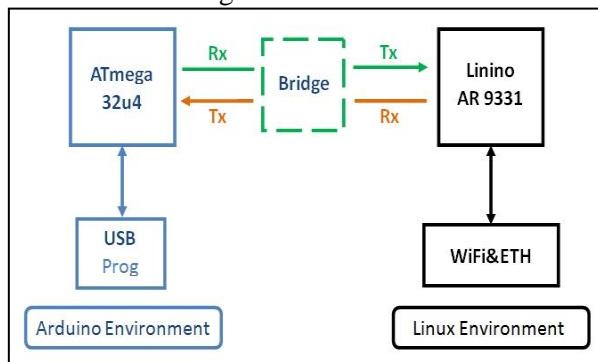 ATmega
32u4
Rx
Tx
Bridge
Tx
Rx
Linino
AR 9331
USB
Prog
WiFi&ETH
Arduino Environment
Linux Environment